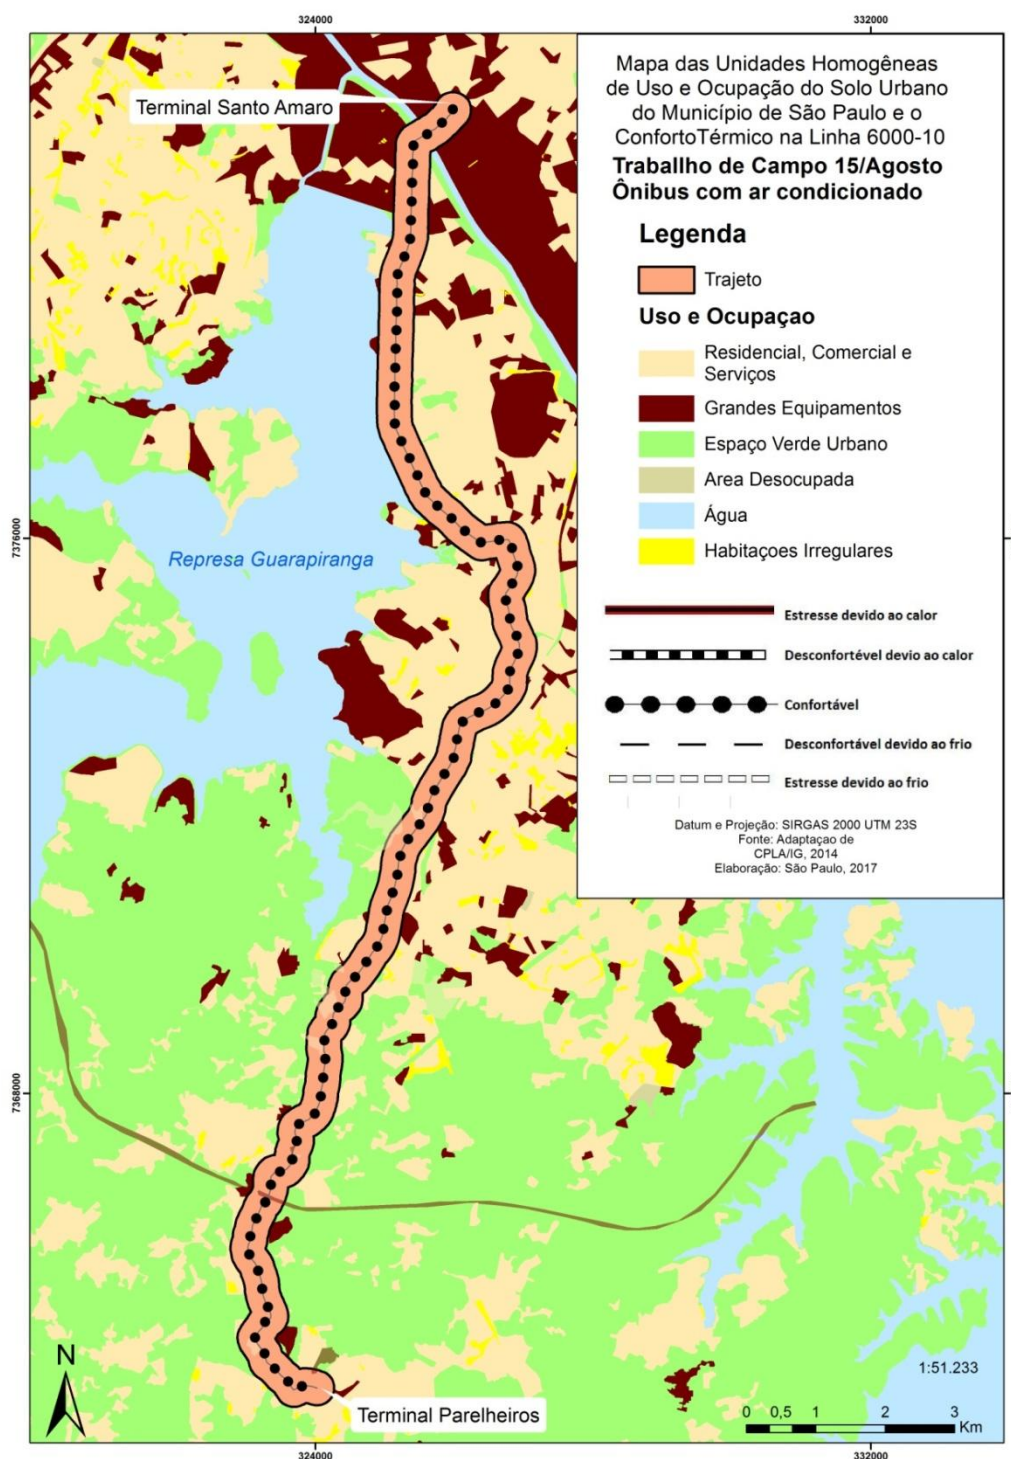 324000
332000
Terminal Santo Amaro
Mapa das Unidades Homogêneas
de Uso e Ocupação do Solo Urbano
do Município de São Paulo e o
ConfortoTérmico na Linha 6000-10
Traballho de Campo 15/Agosto
Ônibus com ar condicionado
Legenda
Trajeto
Uso e Ocupaçao
Residencial, Comercial e
Serviços
Grandes Equipamentos
Espaço Verde Urbano
Area Desocupada
Água
Habitaçoes Irregulares
Estresse devido ao calor
Desconfortável devio ao calor
Confortável
Desconfortável devido ao frio
Estresse devido ao frio
Datum e Projeção: SIRGAS 2000 UTM 23S
Fonte: Adaptaçao de
CPLA/IG, 2014
Elaboração: São Paulo, 2017
7376000
Represa Guarapiranga
7368000
N
Terminal Parelheiros
1:51.233
0 0,5 1 2 3
Km
324000
332000